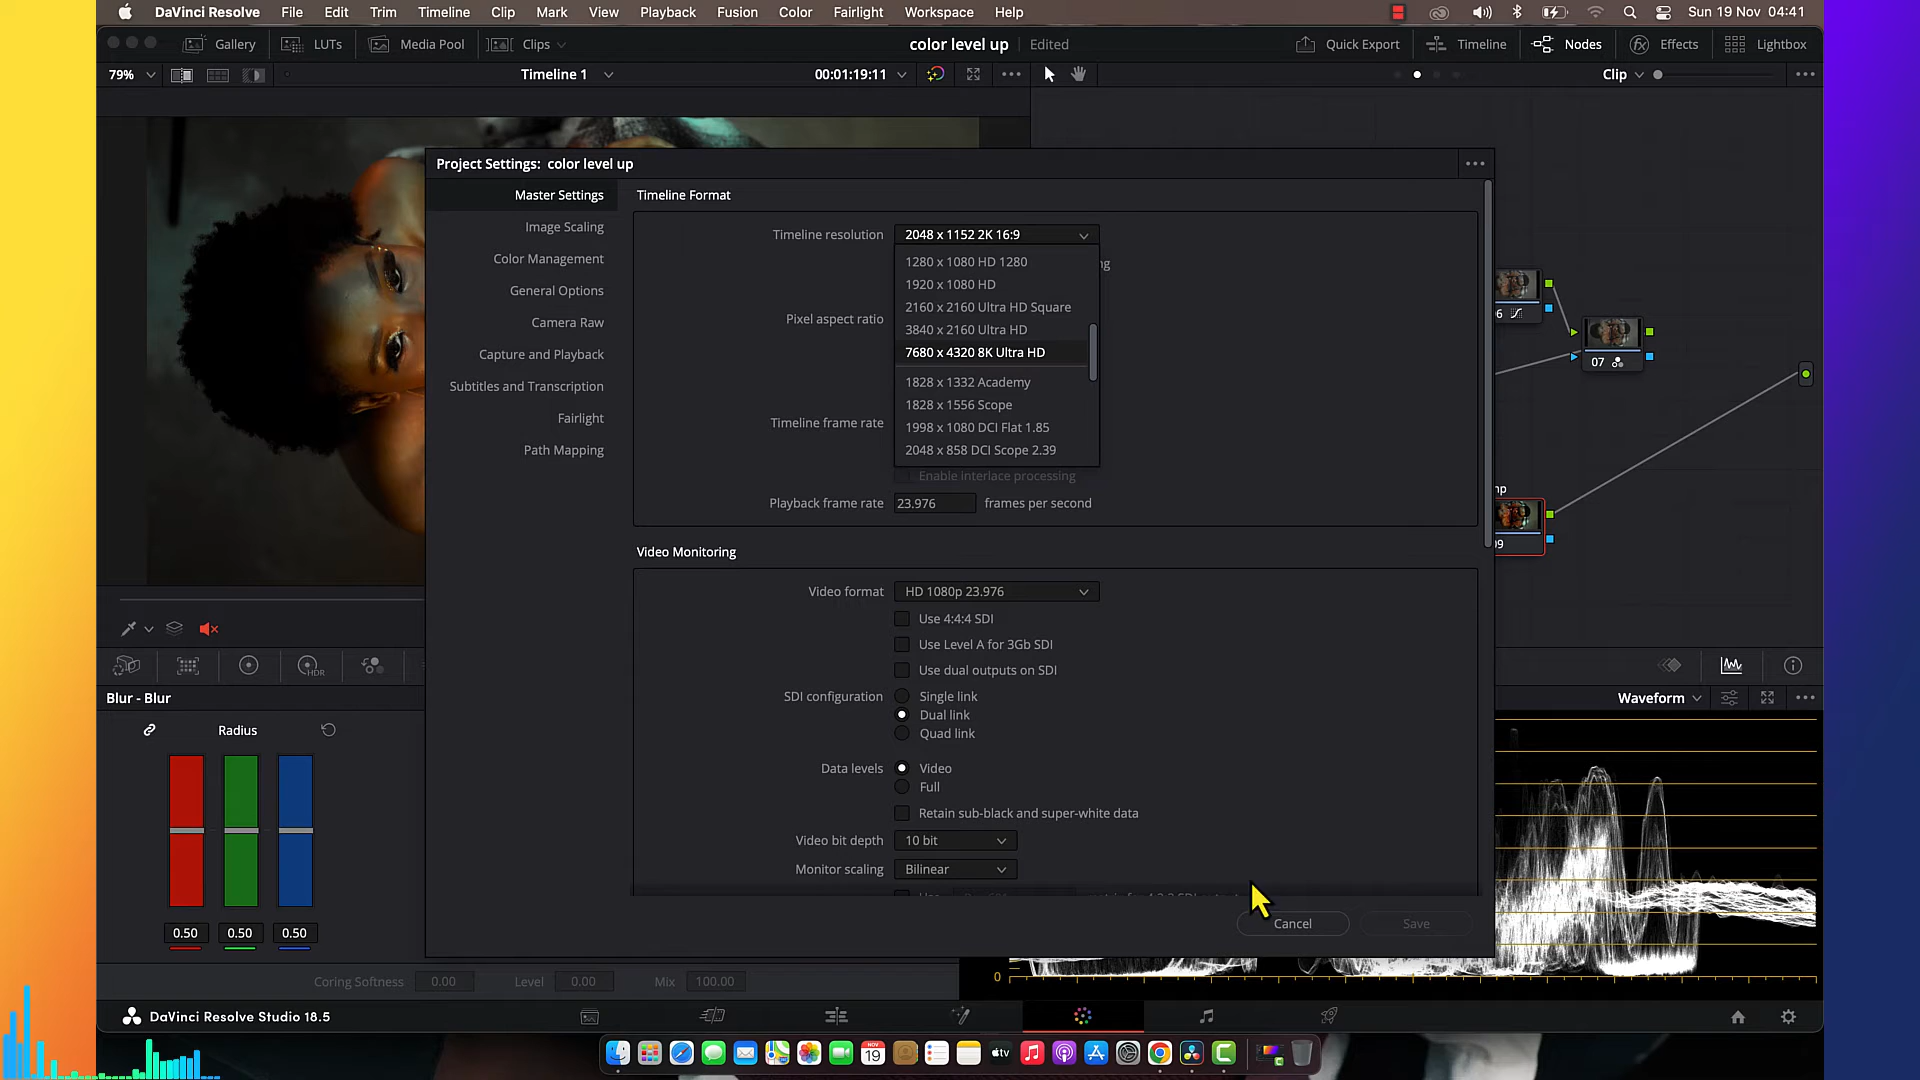 DaVinci Resolve File Edit Trim Timeline Clip Mark View Playback Fusion Color Fairlight Workspace Help Sun 19 Nov 04:41
Gallery LUTs Media Pool Clips color level up Edited Quick Export Timeline Nodes Effects Lightbox
79% Timeline 1 00:01:19:11 Clip
Project Settings: color level up
Master Settings
Image Scaling
Color Management
General Options
Camera Raw
Capture and Playback
Subtitles and Transcription
Fairlight
Path Mapping
Timeline Format
Timeline resolution 2048 x 1152 2K 16:9
1280 x 1080 HD 1280
1920 x 1080 HD
2160 x 2160 Ultra HD Square
3840 x 2160 Ultra HD
7680 x 4320 8K Ultra HD
1828 x 1332 Academy
1828 x 1556 Scope
1998 x 1080 DCI Flat 1.85
2048 x 858 DCI Scope 2.39
Pixel aspect ratio
Timeline frame rate
Enable interlace processing
Playback frame rate 23.976 frames per second
Video Monitoring
Video format HD 1080p 23.976
Use 4:4:4 SDI
Use Level A for 3Gb SDI
Use dual outputs on SDI
SDI configuration Single link
Dual link
Quad link
Data levels Video
Full
Retain sub-black and super-white data
Video bit depth 10 bit
Monitor scaling Bilinear
Cancel Save
07
HDR
Blur - Blur
Radius
0.50 0.50 0.50
Coring Softness 0.00 Level 0.00 Mix 100.00
Waveform
0
DaVinci Resolve Studio 18.5
NOV
19
tv